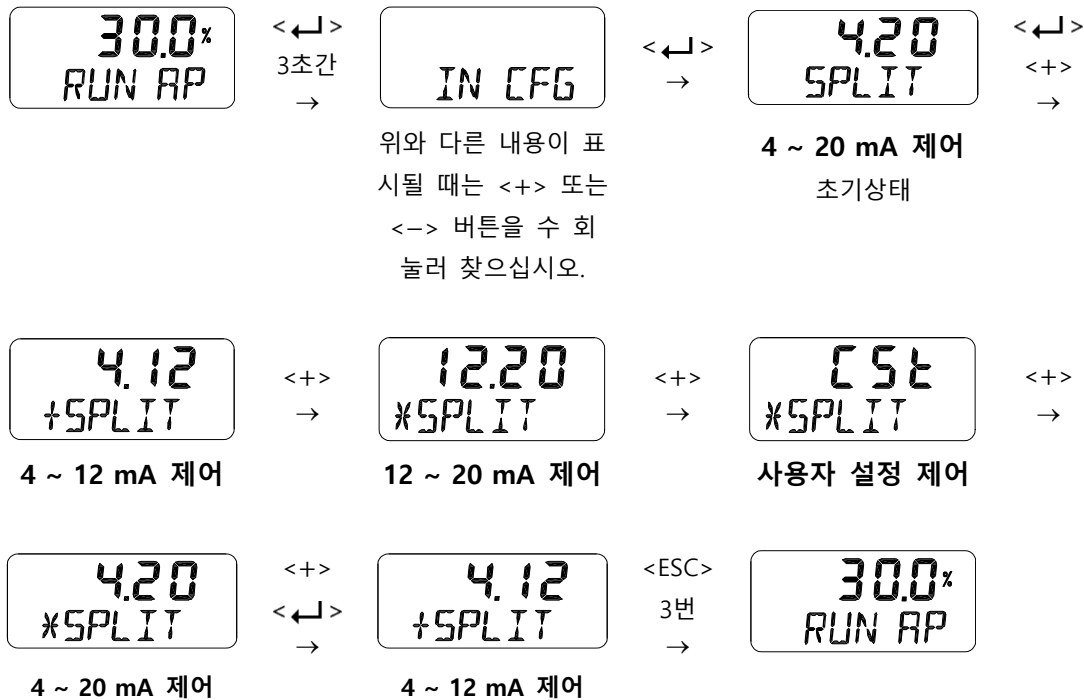 30.0%
RUN AP
<↵>
3초간
→
IN CFG
위와 다른 내용이 표
시될 때는 <+> 또는
<–> 버튼을 수 회
눌러 찾으십시오.
<↵>
→
4.20
SPLIT
4 ~ 20 mA 제어
초기상태
<↵>
<+>
→
4.12
+SPLIT
4 ~ 12 mA 제어
<+>
→
12.20
*SPLIT
12 ~ 20 mA 제어
<+>
→
CSt
*SPLIT
사용자 설정 제어
<+>
→
4.20
*SPLIT
4 ~ 20 mA 제어
<+>
<↵>
→
4.12
+SPLIT
4 ~ 12 mA 제어
<ESC>
3번
→
30.0%
RUN AP